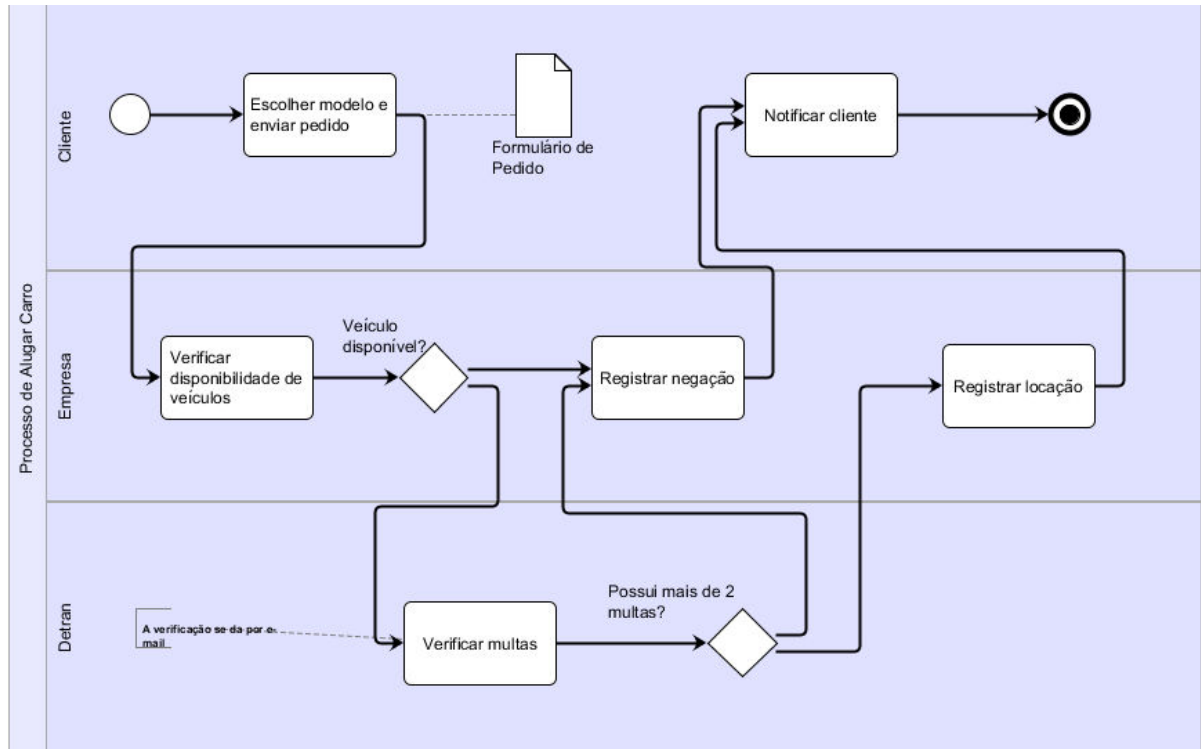 Processo de Alugar Carro
Cliente
Escolher modelo e
enviar pedido
Formulário de
Pedido
Notificar cliente
Empresa
Verificar
disponibilidade de
veículos
Veículo
disponível?
Registrar negação
Registrar locação
Detran
A verificação se da por e-
mail
Verificar multas
Possui mais de 2
multas?